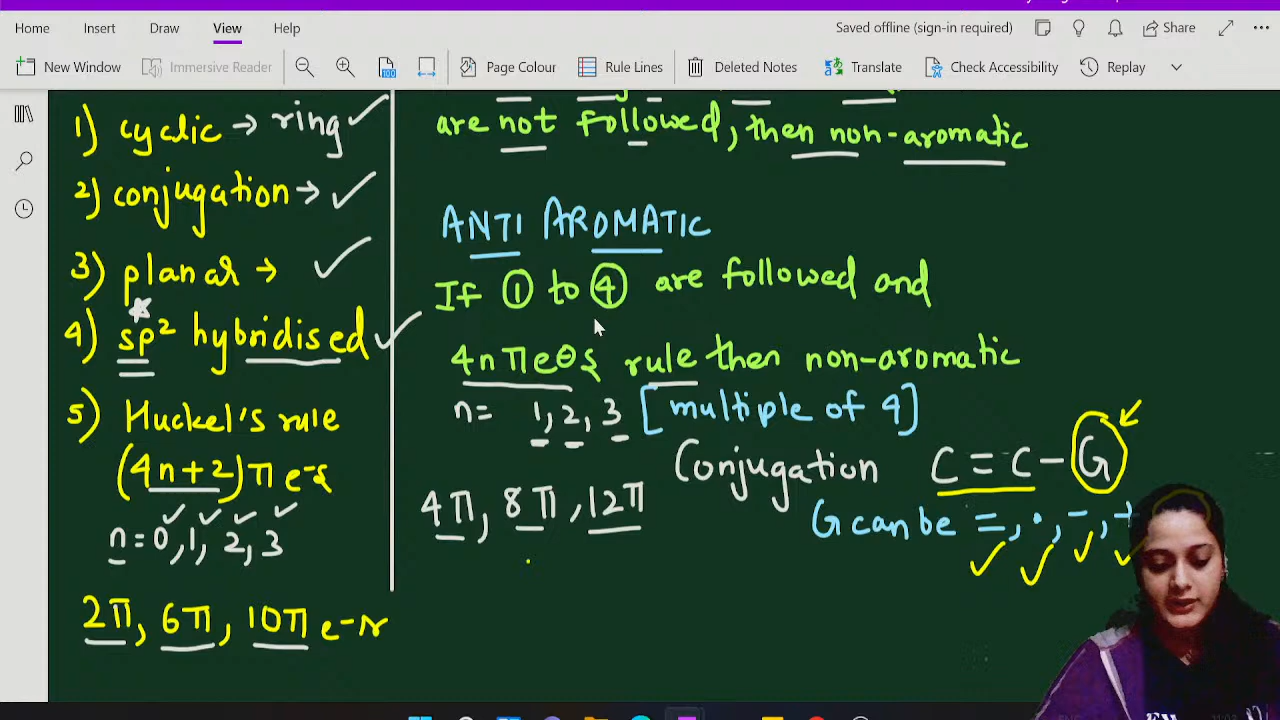 Saved offline (sign-in required)
Share
Home Insert Draw View Help
New Window Immersive Reader Page Colour Rule Lines Deleted Notes Translate Check Accessibility Replay
1) cyclic → ring ✓
2) conjugation → ✓
3) planar → ✓
4) sp² hybridised ✓
5) Huckel's rule
(4n+2)π e-s
n=0,1,2,3
2π, 6π, 10π e-s
are not followed, then non-aromatic
ANTI AROMATIC
If ① to ④ are followed and
4nπeΘs rule then non-aromatic
n= 1,2,3 [multiple of 4]
4π, 8π, 12π
Conjugation C = C - G
G can be =, ·, -, +